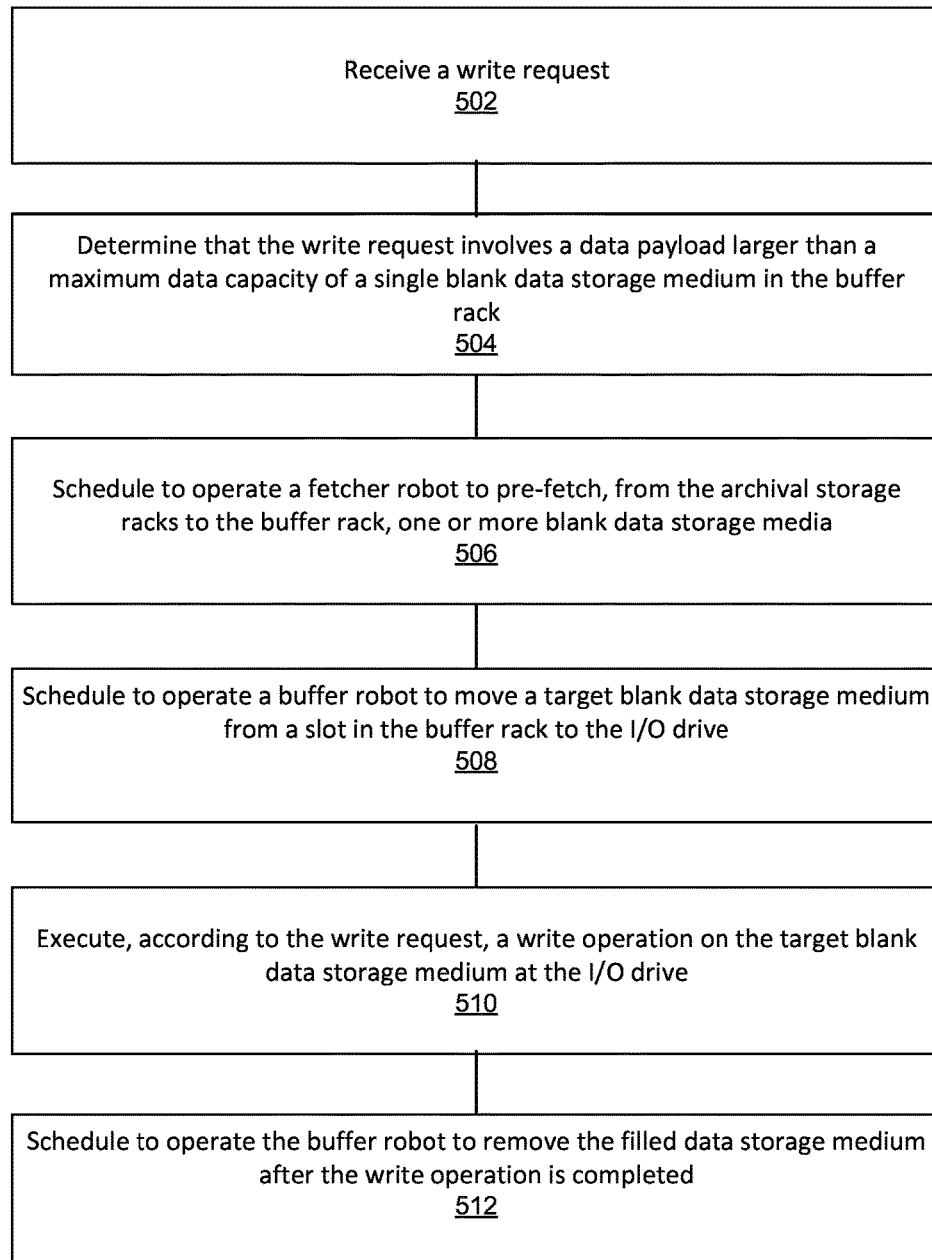 Receive a write request
502
Determine that the write request involves a data payload larger than a
maximum data capacity of a single blank data storage medium in the buffer
rack
504
Schedule to operate a fetcher robot to pre-fetch, from the archival storage
racks to the buffer rack, one or more blank data storage media
506
Schedule to operate a buffer robot to move a target blank data storage medium
from a slot in the buffer rack to the I/O drive
508
Execute, according to the write request, a write operation on the target blank
data storage medium at the I/O drive
510
Schedule to operate the buffer robot to remove the filled data storage medium
after the write operation is completed
512